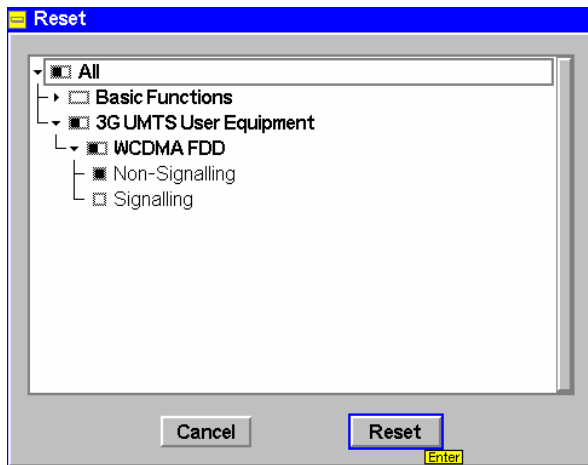 Reset
All
Basic Functions
3G UMTS User Equipment
WCDMA FDD
Non-Signalling
Signalling
Cancel
Reset
Enter